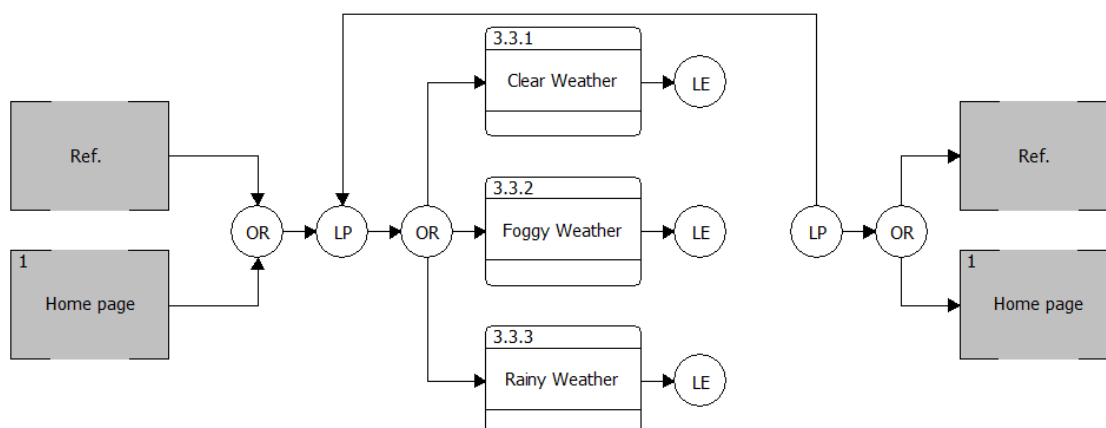 3.3.1
Clear Weather
LE
Ref.
Ref.
3.3.2
OR
LP
OR
Foggy Weather
LE
LP
OR
1
Home page
1
Home page
3.3.3
Rainy Weather
LE